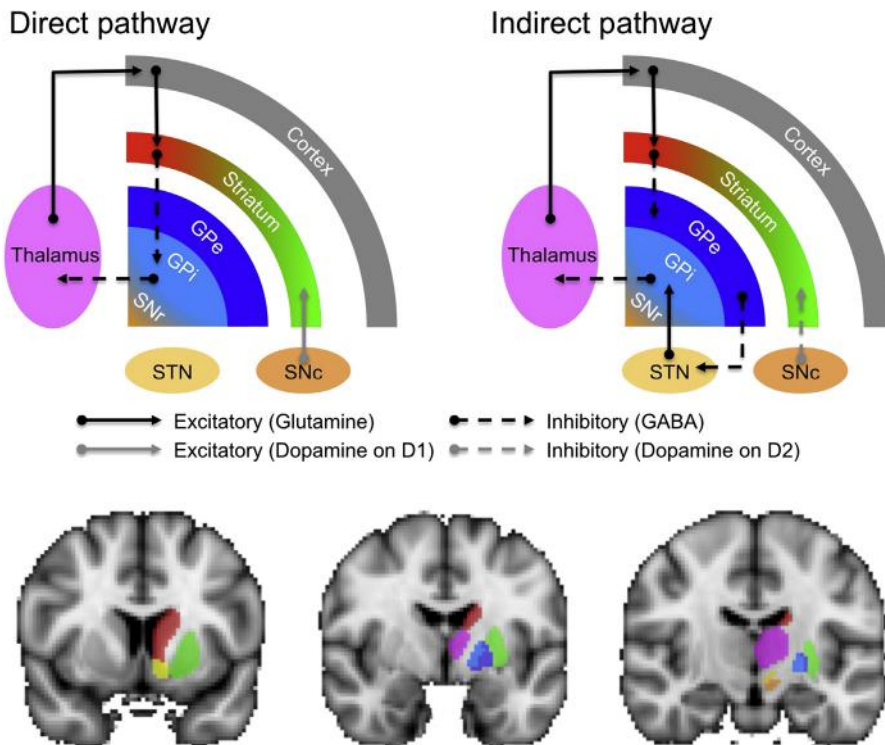 Direct pathway
Indirect pathway
Cortex
Striatum
GPe
GPi
SNr
Thalamus
STN
SNc
Cortex
Striatum
GPe
GPi
SNr
Thalamus
STN
SNc
Excitatory (Glutamine)
Inhibitory (GABA)
Excitatory (Dopamine on D1)
Inhibitory (Dopamine on D2)